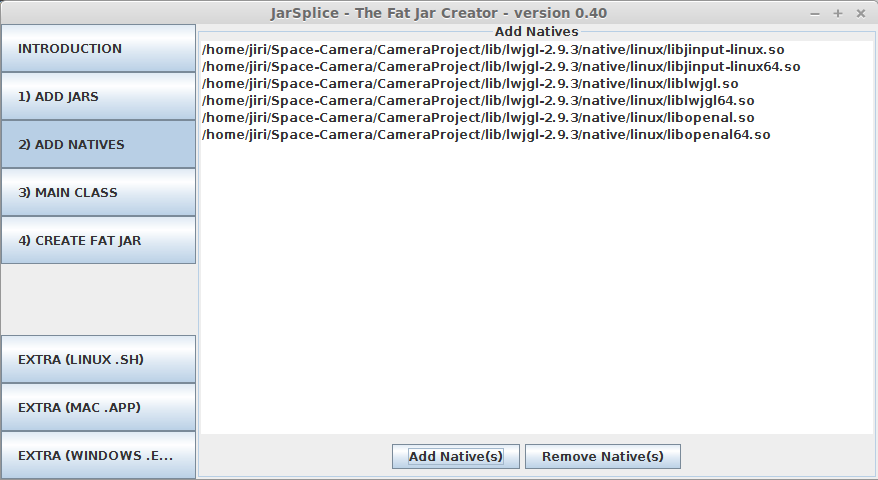 JarSplice - The Fat Jar Creator - version 0.40
INTRODUCTION
1) ADD JARS
2) ADD NATIVES
3) MAIN CLASS
4) CREATE FAT JAR
EXTRA (LINUX .SH)
EXTRA (MAC .APP)
EXTRA (WINDOWS .E...
Add Natives
/home/jiri/Space-Camera/CameraProject/lib/lwjgl-2.9.3/native/linux/libjinput-linux.so
/home/jiri/Space-Camera/CameraProject/lib/lwjgl-2.9.3/native/linux/libjinput-linux64.so
/home/jiri/Space-Camera/CameraProject/lib/lwjgl-2.9.3/native/linux/liblwjgl.so
/home/jiri/Space-Camera/CameraProject/lib/lwjgl-2.9.3/native/linux/liblwjgl64.so
/home/jiri/Space-Camera/CameraProject/lib/lwjgl-2.9.3/native/linux/libopenal.so
/home/jiri/Space-Camera/CameraProject/lib/lwjgl-2.9.3/native/linux/libopenal64.so
Add Native(s)
Remove Native(s)